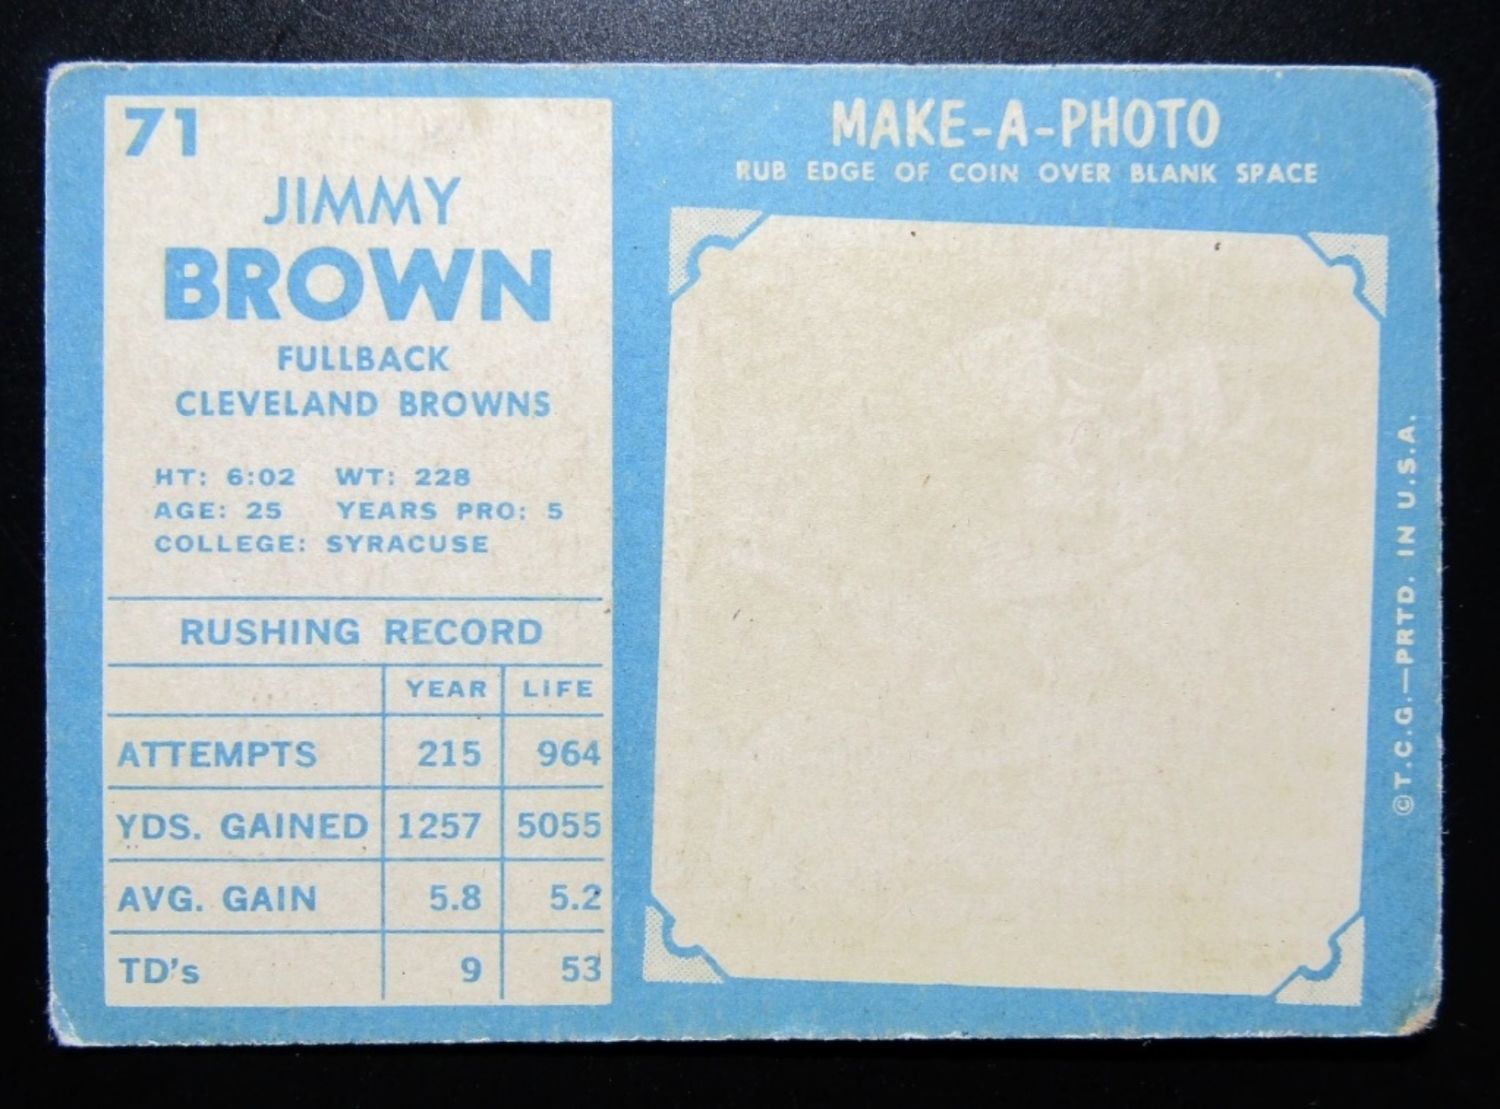 71
JIMMY
BROWN
FULLBACK
CLEVELAND BROWNS
HT: 6:02 WT: 228
AGE: 25 YEARS PRO: 5
COLLEGE: SYRACUSE
RUSHING RECORD
YEAR LIFE
ATTEMPTS 215 964
YDS. GAINED 1257 5055
AVG. GAIN 5.8 5.2
TD's 9 53
MAKE-A-PHOTO
RUB EDGE OF COIN OVER BLANK SPACE
©T.C.G.—PRTD. IN U.S.A.